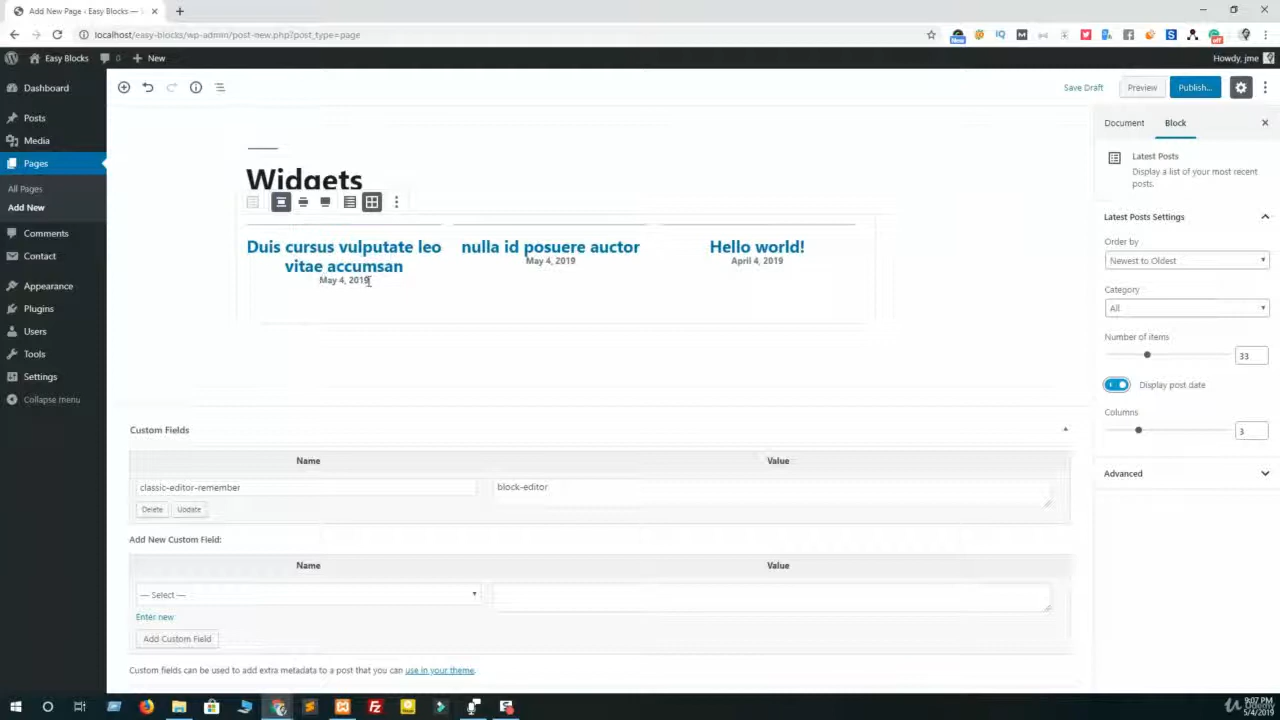 Add New Page ‹ Easy Blocks —
localhost/easy-blocks/wp-admin/post-new.php?post_type=page
Easy Blocks
0
New
Howdy, jme
Dashboard
Posts
Media
Pages
All Pages
Add New
Comments
Contact
Appearance
Plugins
Users
Tools
Settings
Collapse menu
Save Draft
Preview
Publish...
Widgets
Duis cursus vulputate leo
vitae accumsan
May 4, 2019
nulla id posuere auctor
May 4, 2019
Hello world!
April 4, 2019
Document
Block
Latest Posts
Display a list of your most recent
posts.
Latest Posts Settings
Order by
Newest to Oldest
Category
All
Number of items
33
Display post date
Columns
3
Advanced
Custom Fields
Name
Value
classic-editor-remember
block-editor
Delete
Update
Add New Custom Field:
Name
Value
— Select —
Enter new
Add Custom Field
Custom fields can be used to add extra metadata to a post that you can use in your theme.
9:07 PM
5/4/2019